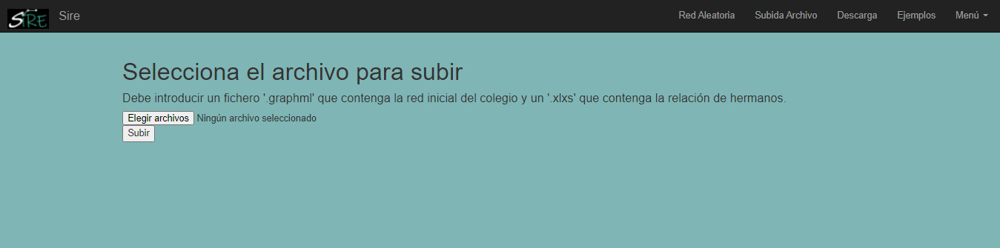 SIRE
Sire
Red Aleatoria
Subida Archivo
Descarga
Ejemplos
Menú
Selecciona el archivo para subir
Debe introducir un fichero '.graphml' que contenga la red inicial del colegio y un '.xlxs' que contenga la relación de hermanos.
Elegir archivos Ningún archivo seleccionado
Subir